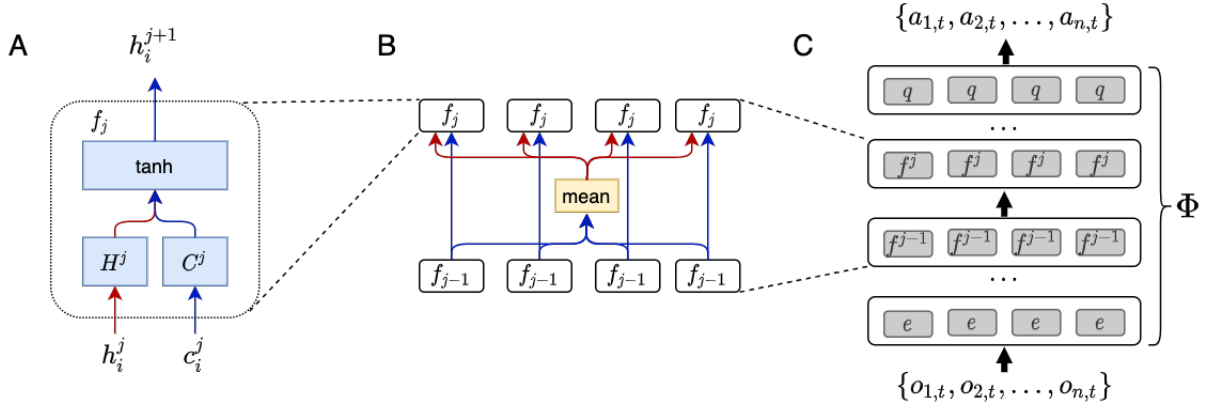 A
h_i^{j+1}
f_j
tanh
H^j C^j
h_i^j c_i^j
B
f_j f_j f_j f_j
mean
f_{j-1} f_{j-1} f_{j-1} f_{j-1}
C
{a_{1,t}, a_{2,t}, . . . , a_{n,t}}
q q q q
...
f^j f^j f^j f^j
f^{j-1} f^{j-1} f^{j-1} f^{j-1}
...
e e e e
{o_{1,t}, o_{2,t}, . . . , o_{n,t}}
Φ